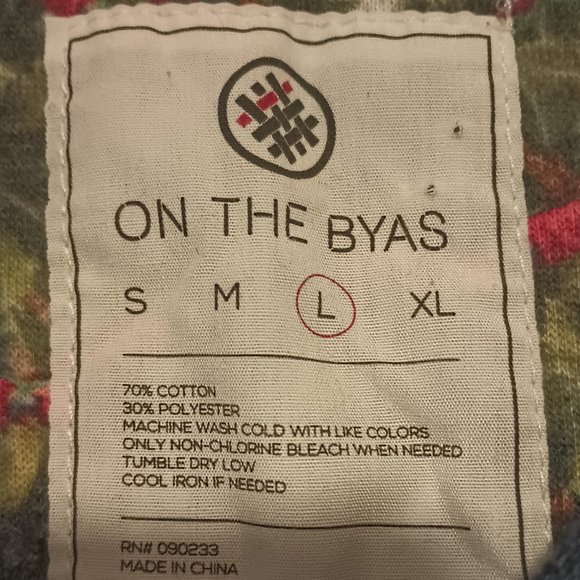 ON THE BYAS
S M L XL
70% COTTON
30% POLYESTER
MACHINE WASH COLD WITH LIKE COLORS
ONLY NON-CHLORINE BLEACH WHEN NEEDED
TUMBLE DRY LOW
COOL IRON IF NEEDED
RN# 090233
MADE IN CHINA